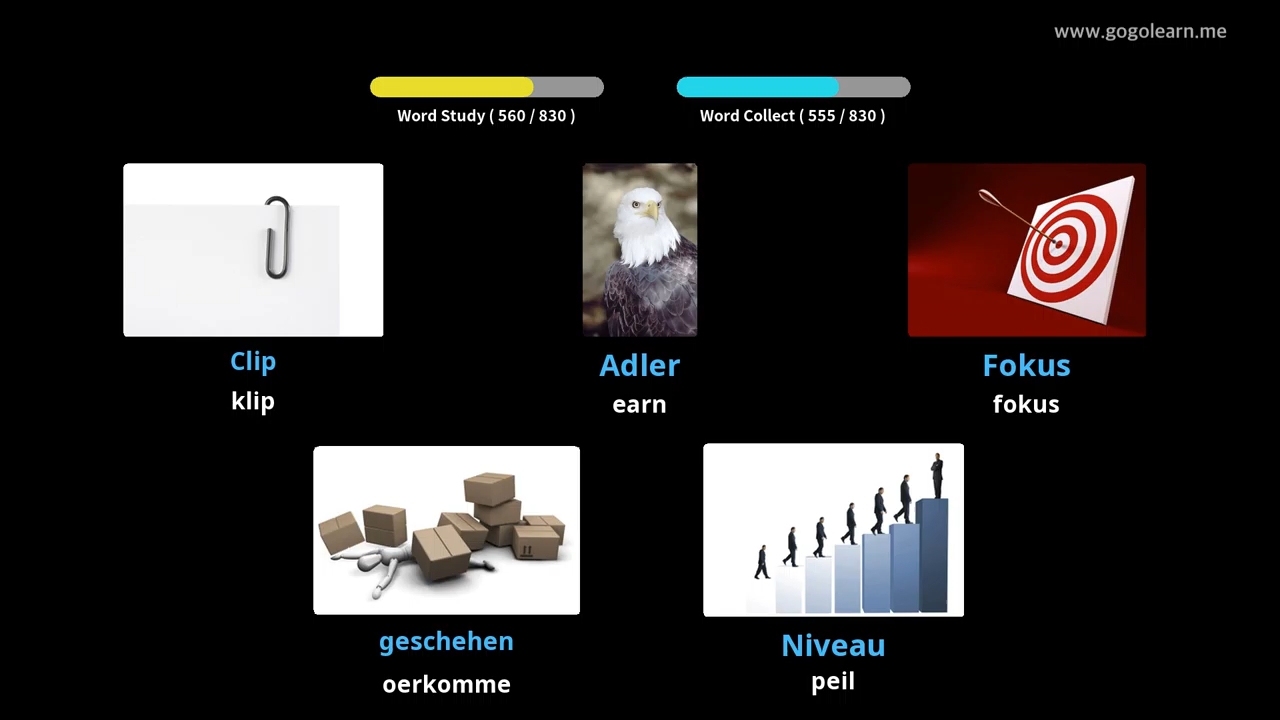 www.gogolearn.me
Word Study ( 560 / 830 )
Word Collect ( 555 / 830 )
Clip
klip
Adler
earn
Fokus
fokus
geschehen
oerkomme
Niveau
peil